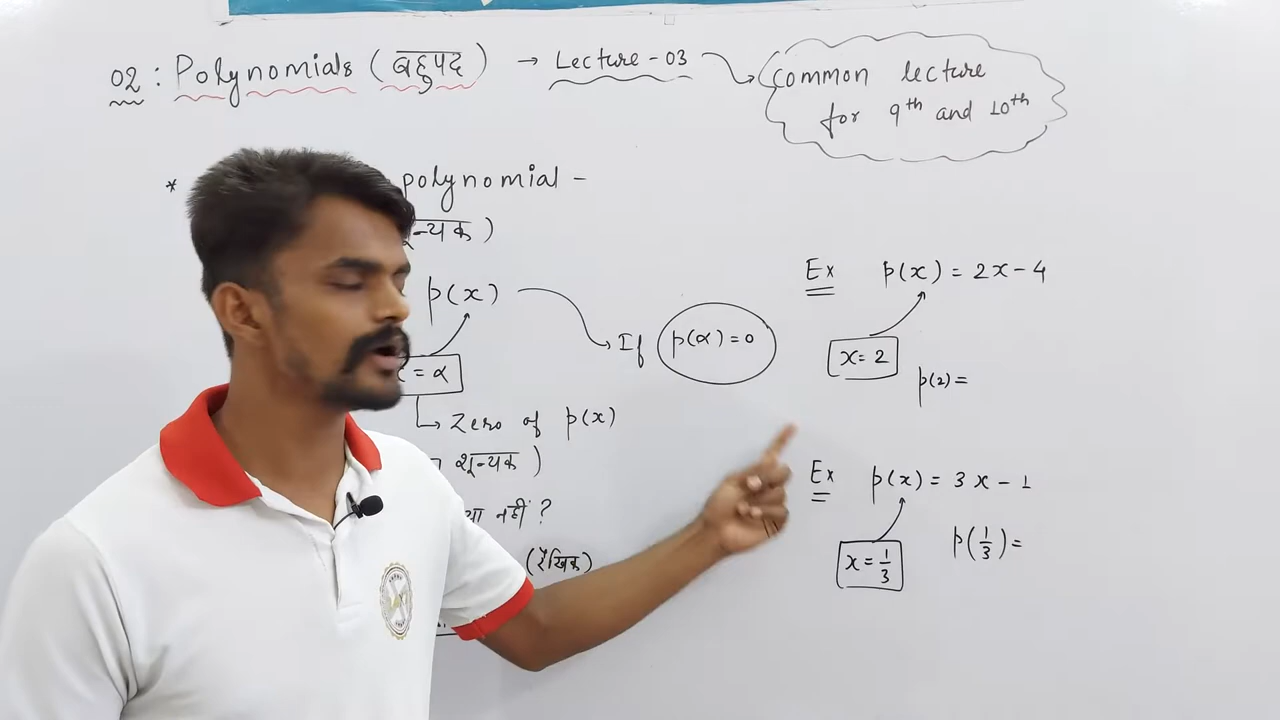 02 : Polynomials (बहुपद) → Lecture - 03
common lecture
for 9th and 10th
* polynomial -
न्यक)
p(x)
If p(α) = 0
= α
Zero of p(x)
शून्यक)
या नहीं ?
(रैखिक)
Ex p(x) = 2x - 4
x = 2
p(2) =
Ex p(x) = 3x - 1
x = 1/3
p(1/3) =